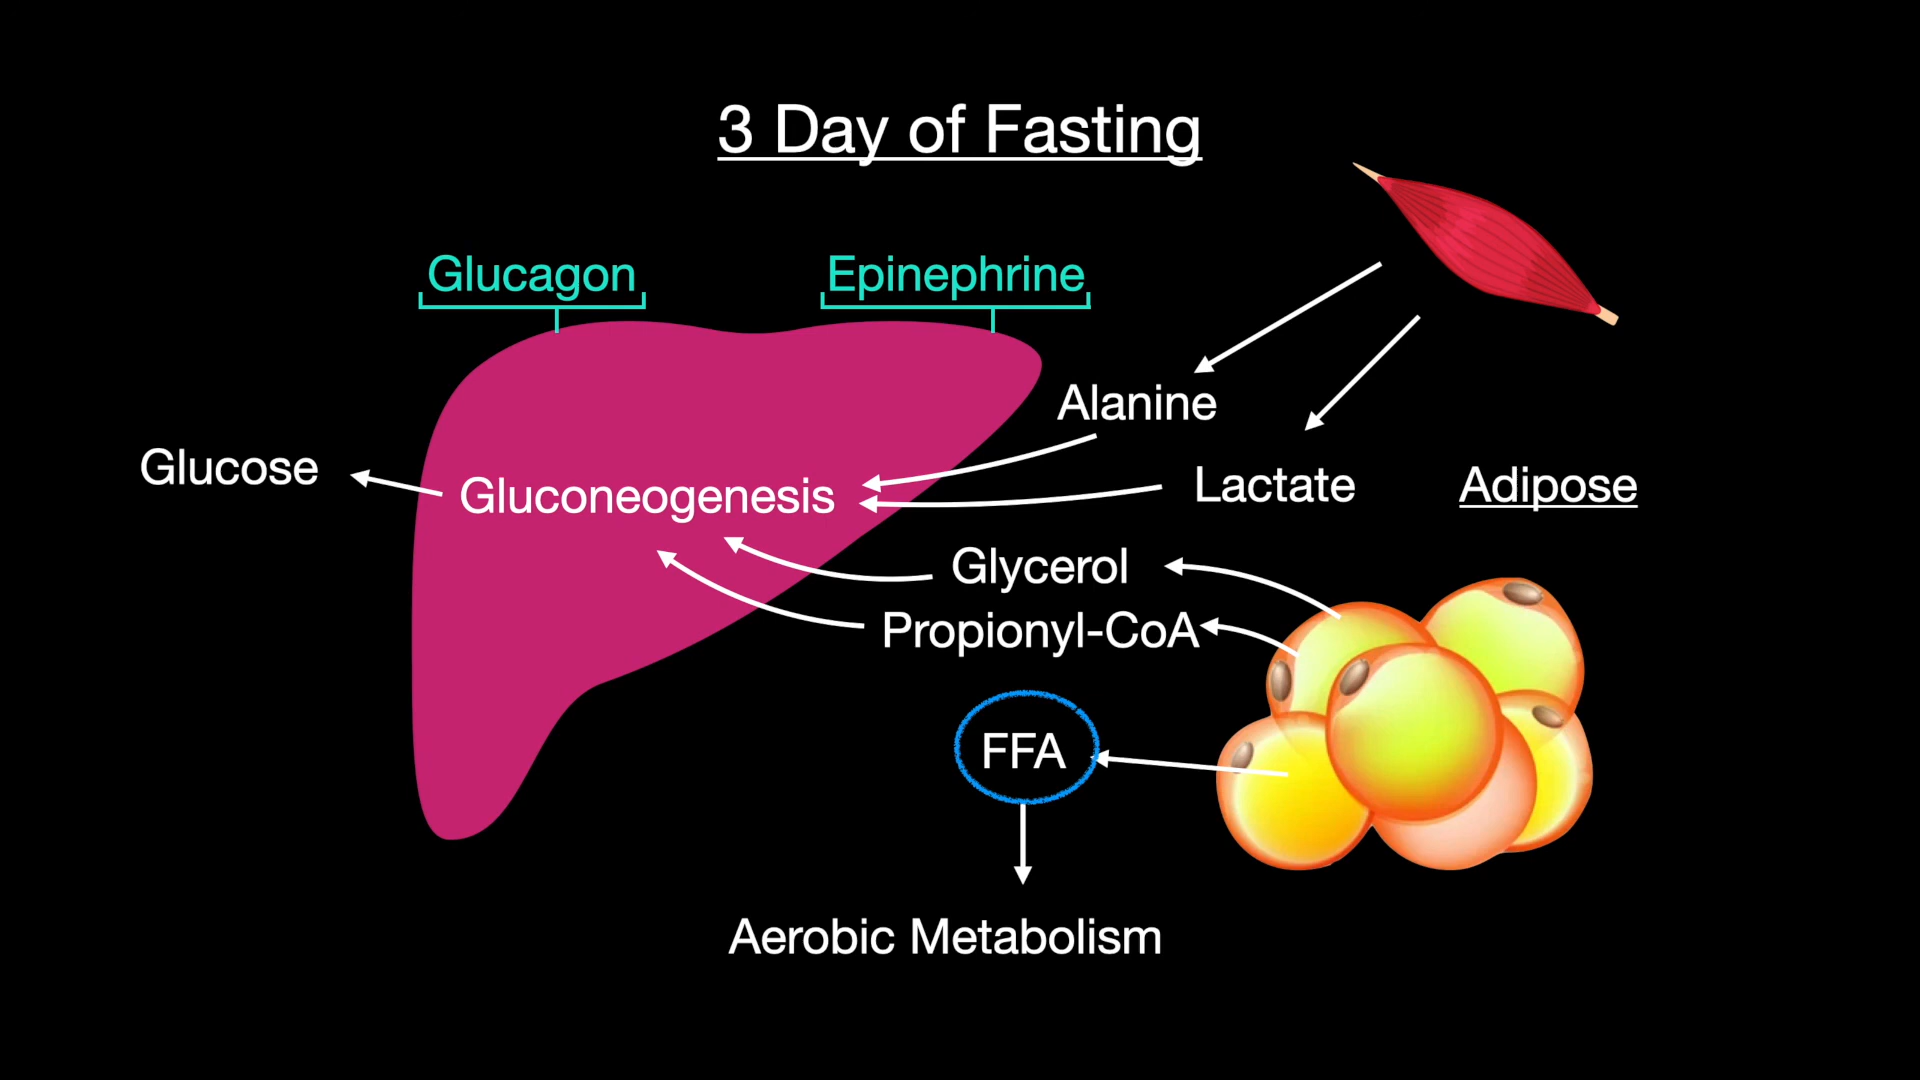 3 Day of Fasting
Glucagon
Epinephrine
Alanine
Glucose
Gluconeogenesis
Lactate
Adipose
Glycerol
Propionyl-CoA
FFA
Aerobic Metabolism